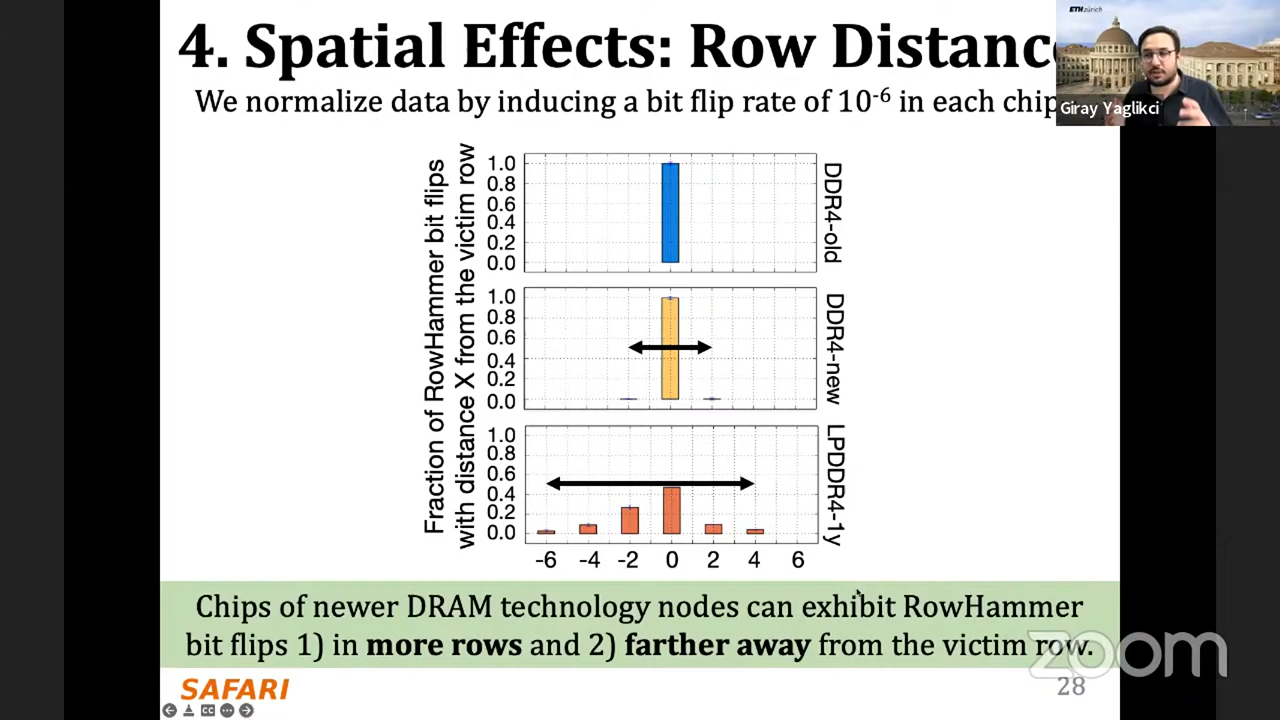 4. Spatial Effects: Row Distanc
We normalize data by inducing a bit flip rate of 10⁻⁶ in each chip
ETH zürich
Giray Yaglikci
Fraction of RowHammer bit flips
with distance X from the victim row
1.0
0.8
0.6
0.4
0.2
0.0
DDR4-old
1.0
0.8
0.6
0.4
0.2
0.0
DDR4-new
1.0
0.8
0.6
0.4
0.2
0.0
LPDDR4-1y
-6 -4 -2 0 2 4 6
Chips of newer DRAM technology nodes can exhibit RowHammer
bit flips 1) in more rows and 2) farther away from the victim row.
zoom
SAFARI
28
CC